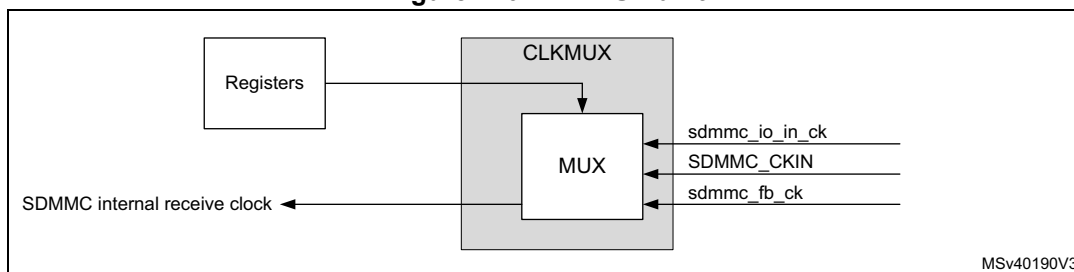 CLKMUX
Registers
sdmmc_io_in_ck
SDMMC_CKIN
MUX
sdmmc_fb_ck
SDMMC internal receive clock
MSv40190V3